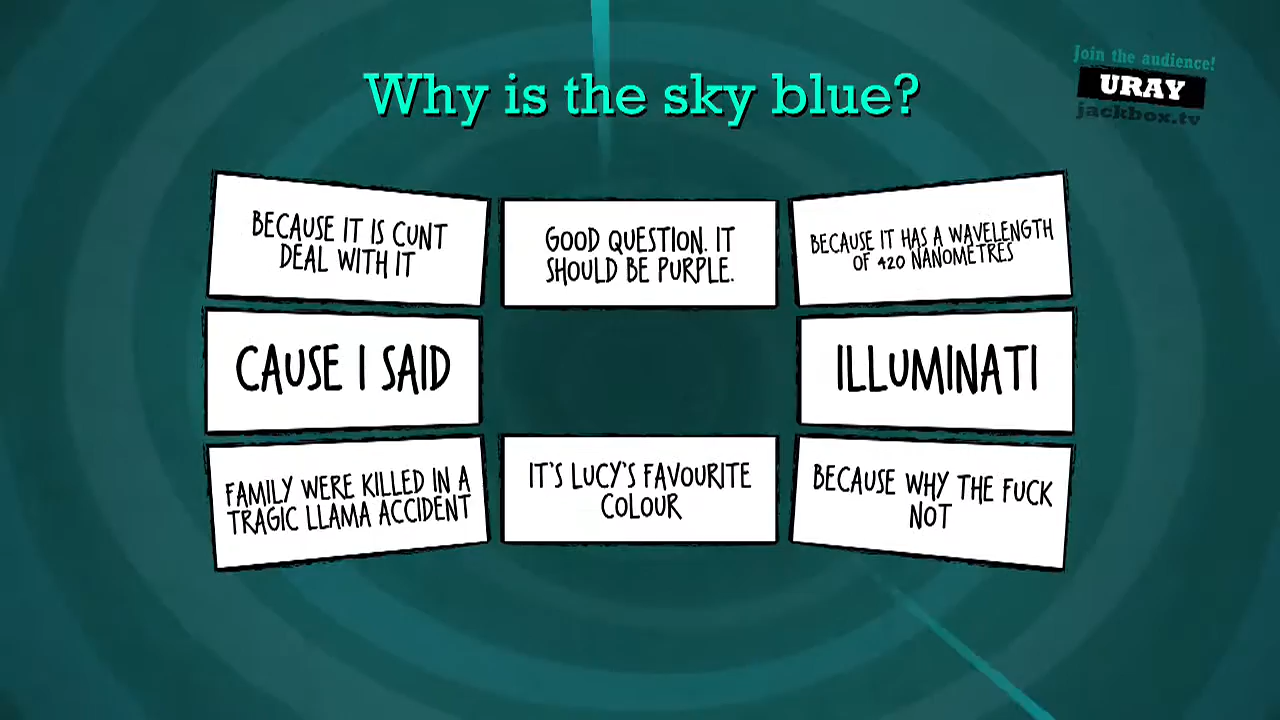 Why is the sky blue?
Join the audience!
URAY
jackbox.tv
BECAUSE IT IS CUNT
DEAL WITH IT
GOOD QUESTION. IT
SHOULD BE PURPLE.
BECAUSE IT HAS A WAVELENGTH
OF 420 NANOMETRES
CAUSE I SAID
ILLUMINATI
FAMILY WERE KILLED IN A
TRAGIC LLAMA ACCIDENT
IT'S LUCY'S FAVOURITE
COLOUR
BECAUSE WHY THE FUCK
NOT